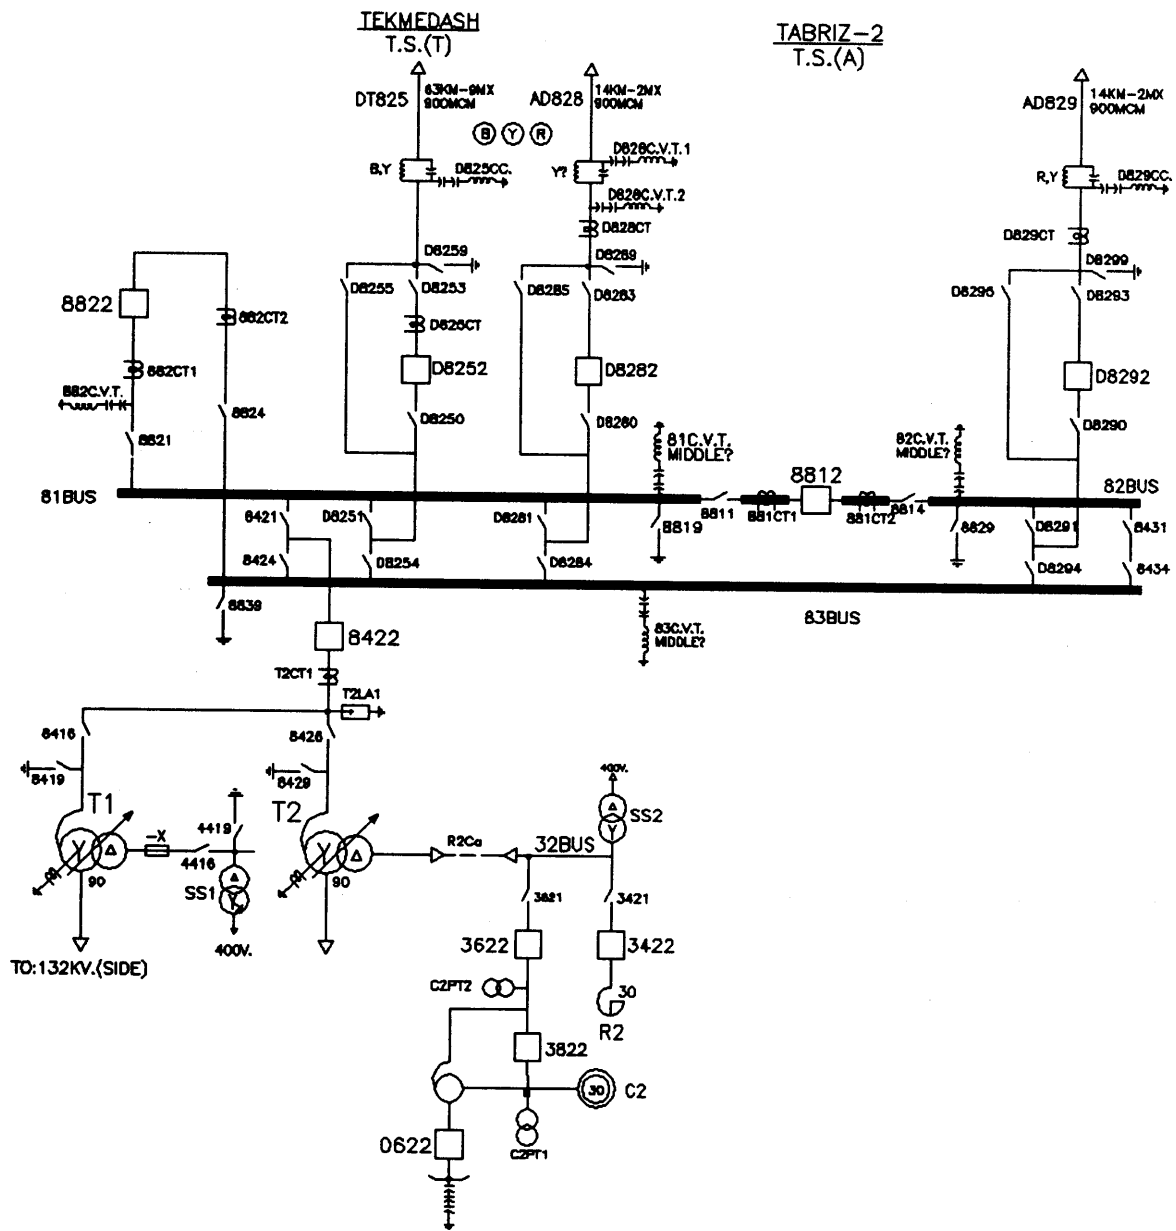 TEKMEDASH
T.S.(T)
TABRIZ-2
T.S.(A)
DT825
63KM-9MX
900MCM
AD828
14KM-2MX
900MCM
AD829
14KM-2MX
900MCM
B Y R
B,Y
D825CC.
Y?
D828C.V.T.1
D828C.V.T.2
D828CT
R,Y
D829CC.
D829CT
D8259
D8255
D8253
D825CT
D8252
D8250
D8289
D8285
D8283
D8282
D8280
D8299
D8295
D8293
D8292
D8290
8822
882CT2
882CT1
882C.V.T.
8824
8821
81C.V.T.
MIDDLE?
82C.V.T.
MIDDLE?
8812
81BUS
82BUS
8811
881CT1
881CT2
8814
8421
D8251
D8281
8819
8829
D8291
8431
8424
D8254
D8284
D8294
8434
8839
83BUS
83C.V.T.
MIDDLE?
8422
T2CT1
T2LA1
8416
8426
8419
8429
T1
T2
Y
Δ
90
-X
4419
4416
SS1
Δ
Y
400V.
Y
Δ
90
R2Ca
32BUS
400V.
Δ
Y
SS2
TO:132KV.(SIDE)
3621
3421
3622
3422
C2PT2
30
R2
3822
30
C2
0622
C2PT1